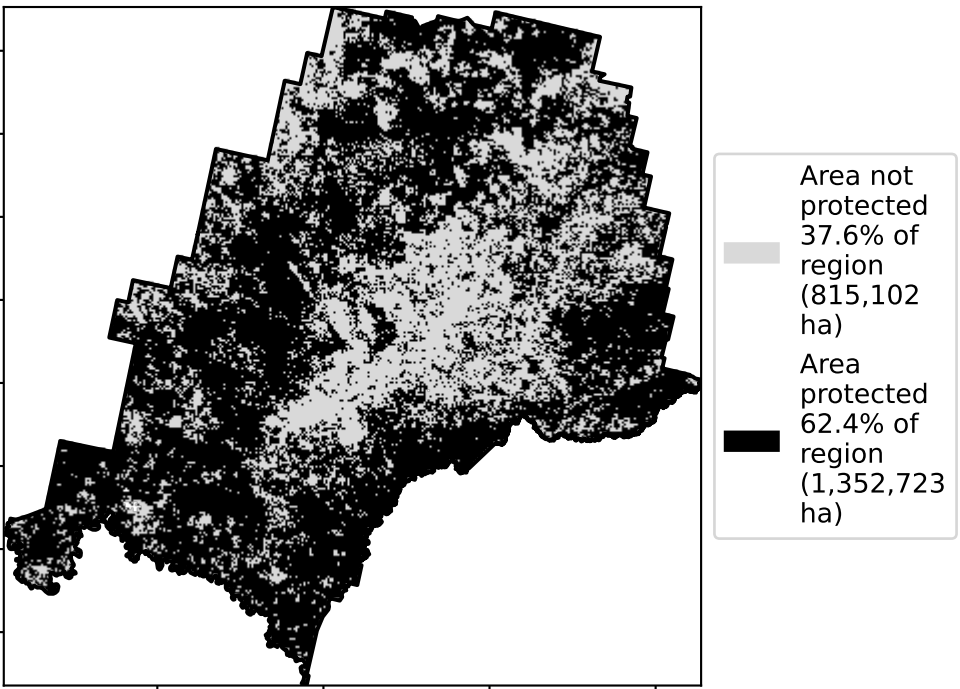 Area not
protected
37.6% of
region
(815,102
ha)
Area
protected
62.4% of
region
(1,352,723
ha)